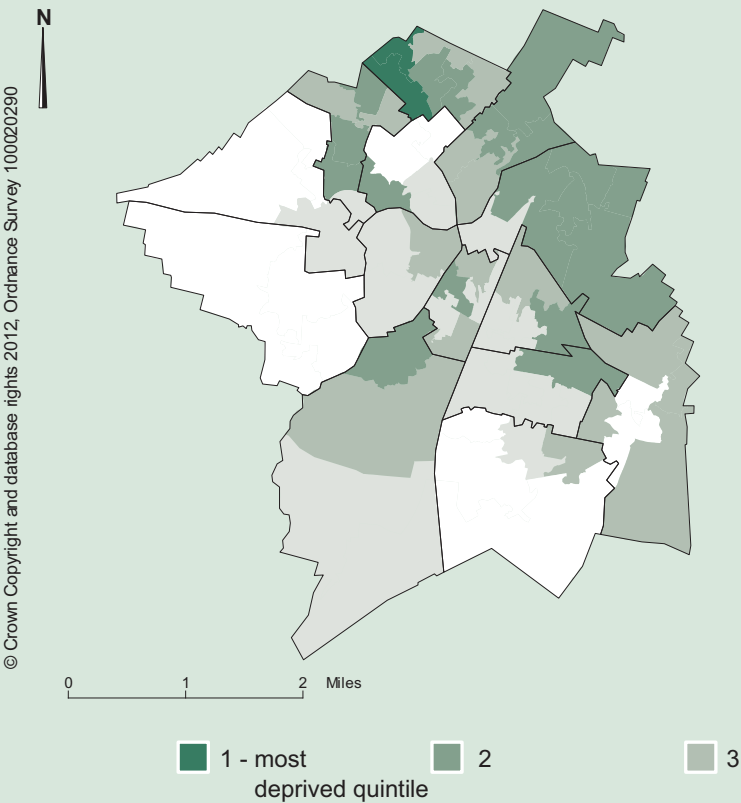 N
© Crown Copyright and database rights 2012, Ordnance Survey 100020290
0 1 2 Miles
1 - most
deprived quintile
2
3